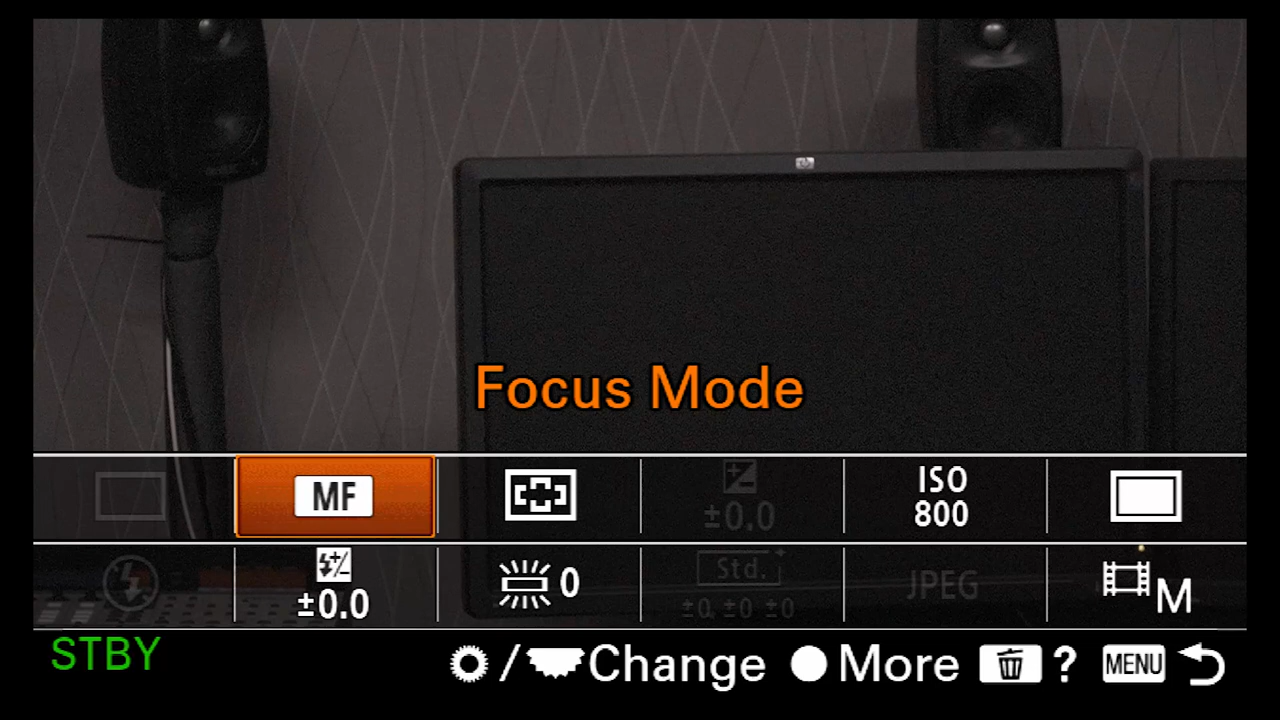 Focus Mode
MF
±0.0
ISO
800
±0.0
0
Std.
±0 ±0 ±0
JPEG
M
STBY
/ Change More ? MENU
hp